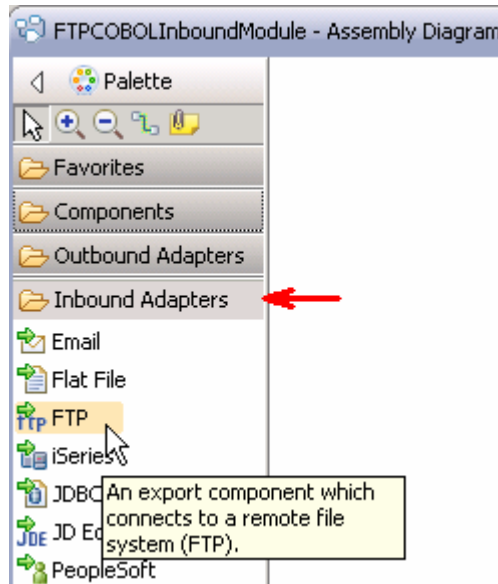 FTPCOBOLInboundModule - Assembly Diagram
Palette
Favorites
Components
Outbound Adapters
Inbound Adapters
Email
Flat File
FTP
iSeries
JDBC
An export component which
connects to a remote file
system (FTP).
JD
PeopleSoft